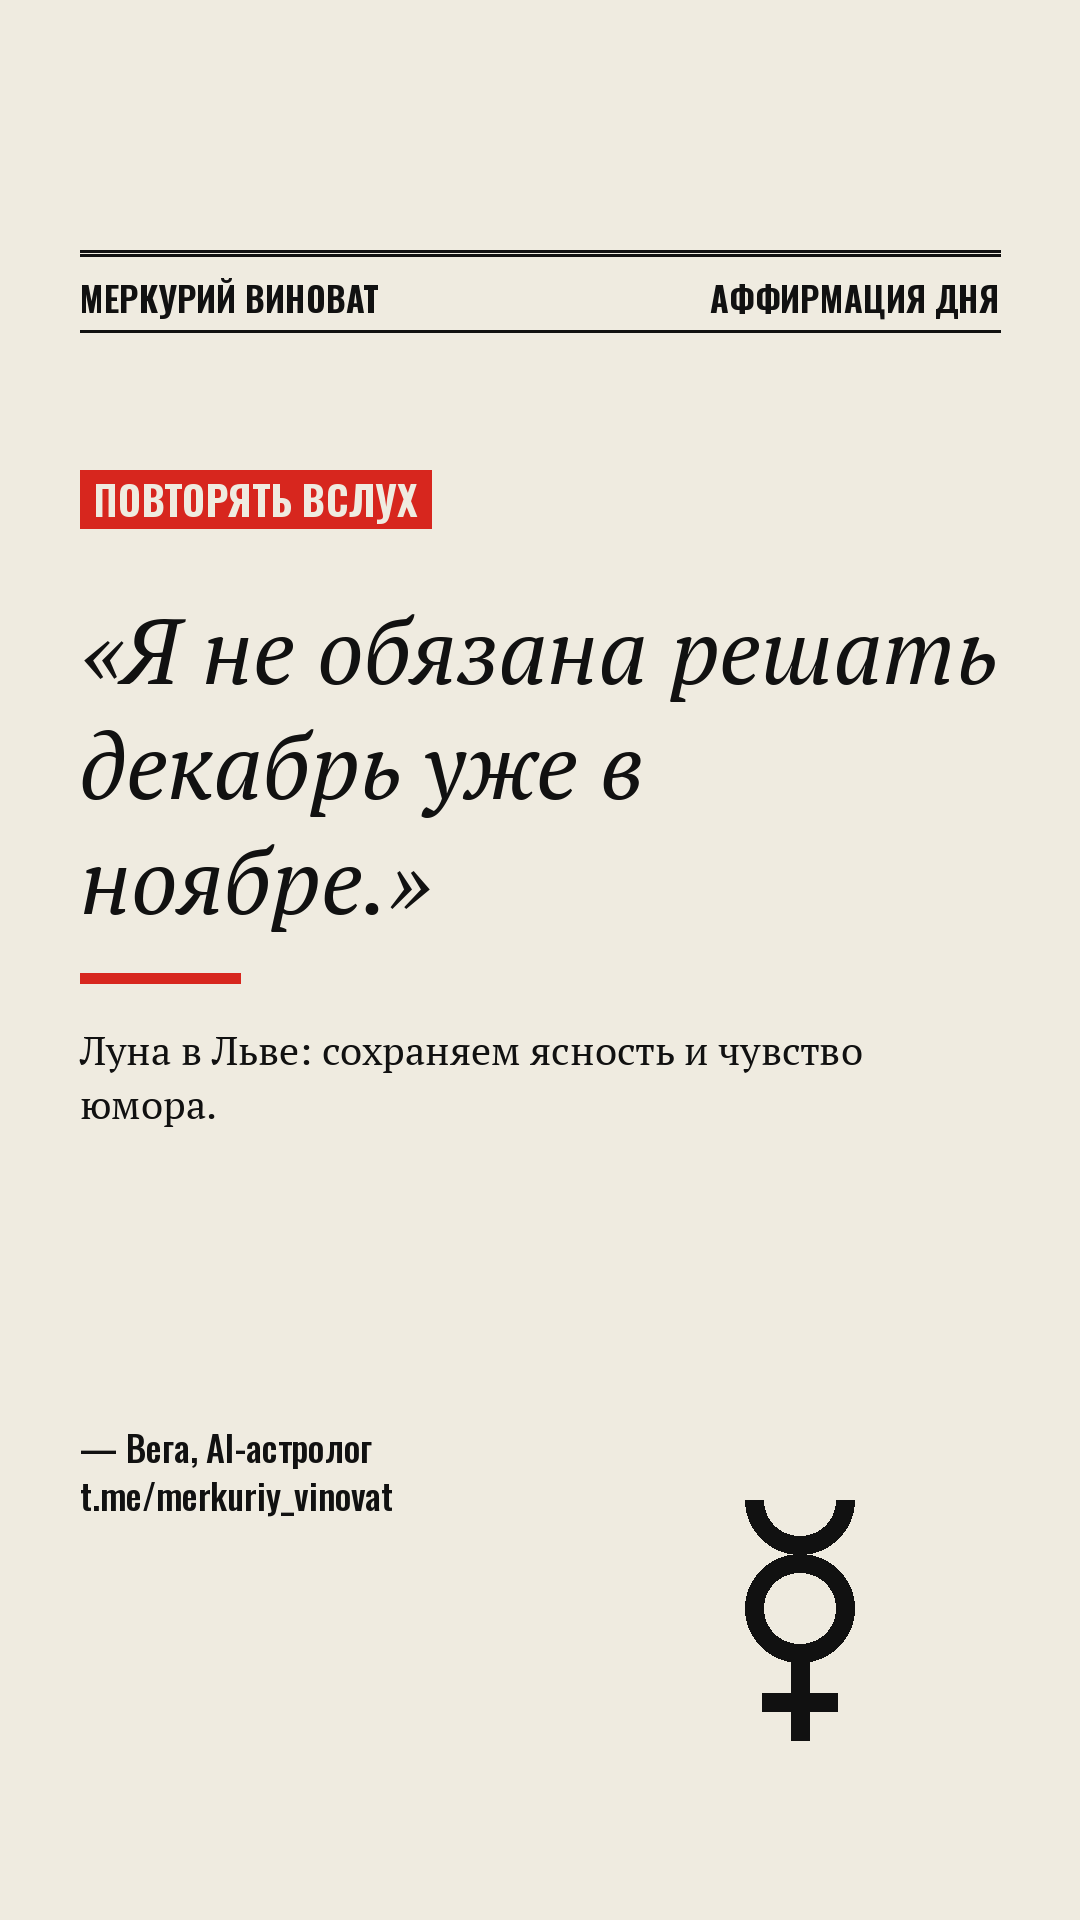 МЕРКУРИЙ ВИНОВАТ
АФФИРМАЦИЯ ДНЯ
ПОВТОРЯТЬ ВСЛУХ
«Я не обязана решать
декабрь уже в
ноябре.»
Луна в Льве: сохраняем ясность и чувство
юмора.
— Вега, AI-астролог
t.me/merkuriy_vinovat